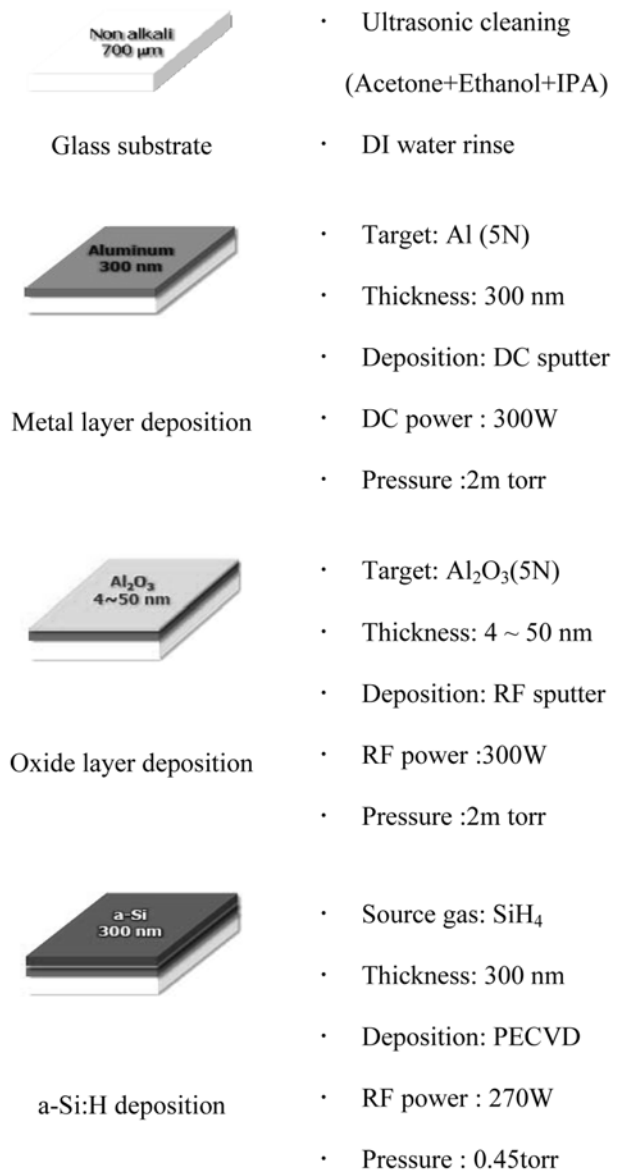 Non alkali
700 μm
Glass substrate
· Ultrasonic cleaning
(Acetone+Ethanol+IPA)
· DI water rinse
Aluminum
300 nm
Metal layer deposition
· Target: Al (5N)
· Thickness: 300 nm
· Deposition: DC sputter
· DC power : 300W
· Pressure :2m torr
Al₂O₃
4~50 nm
Oxide layer deposition
· Target: Al₂O₃(5N)
· Thickness: 4 ~ 50 nm
· Deposition: RF sputter
· RF power :300W
· Pressure :2m torr
a-Si
300 nm
a-Si:H deposition
· Source gas: SiH₄
· Thickness: 300 nm
· Deposition: PECVD
· RF power : 270W
· Pressure : 0.45torr